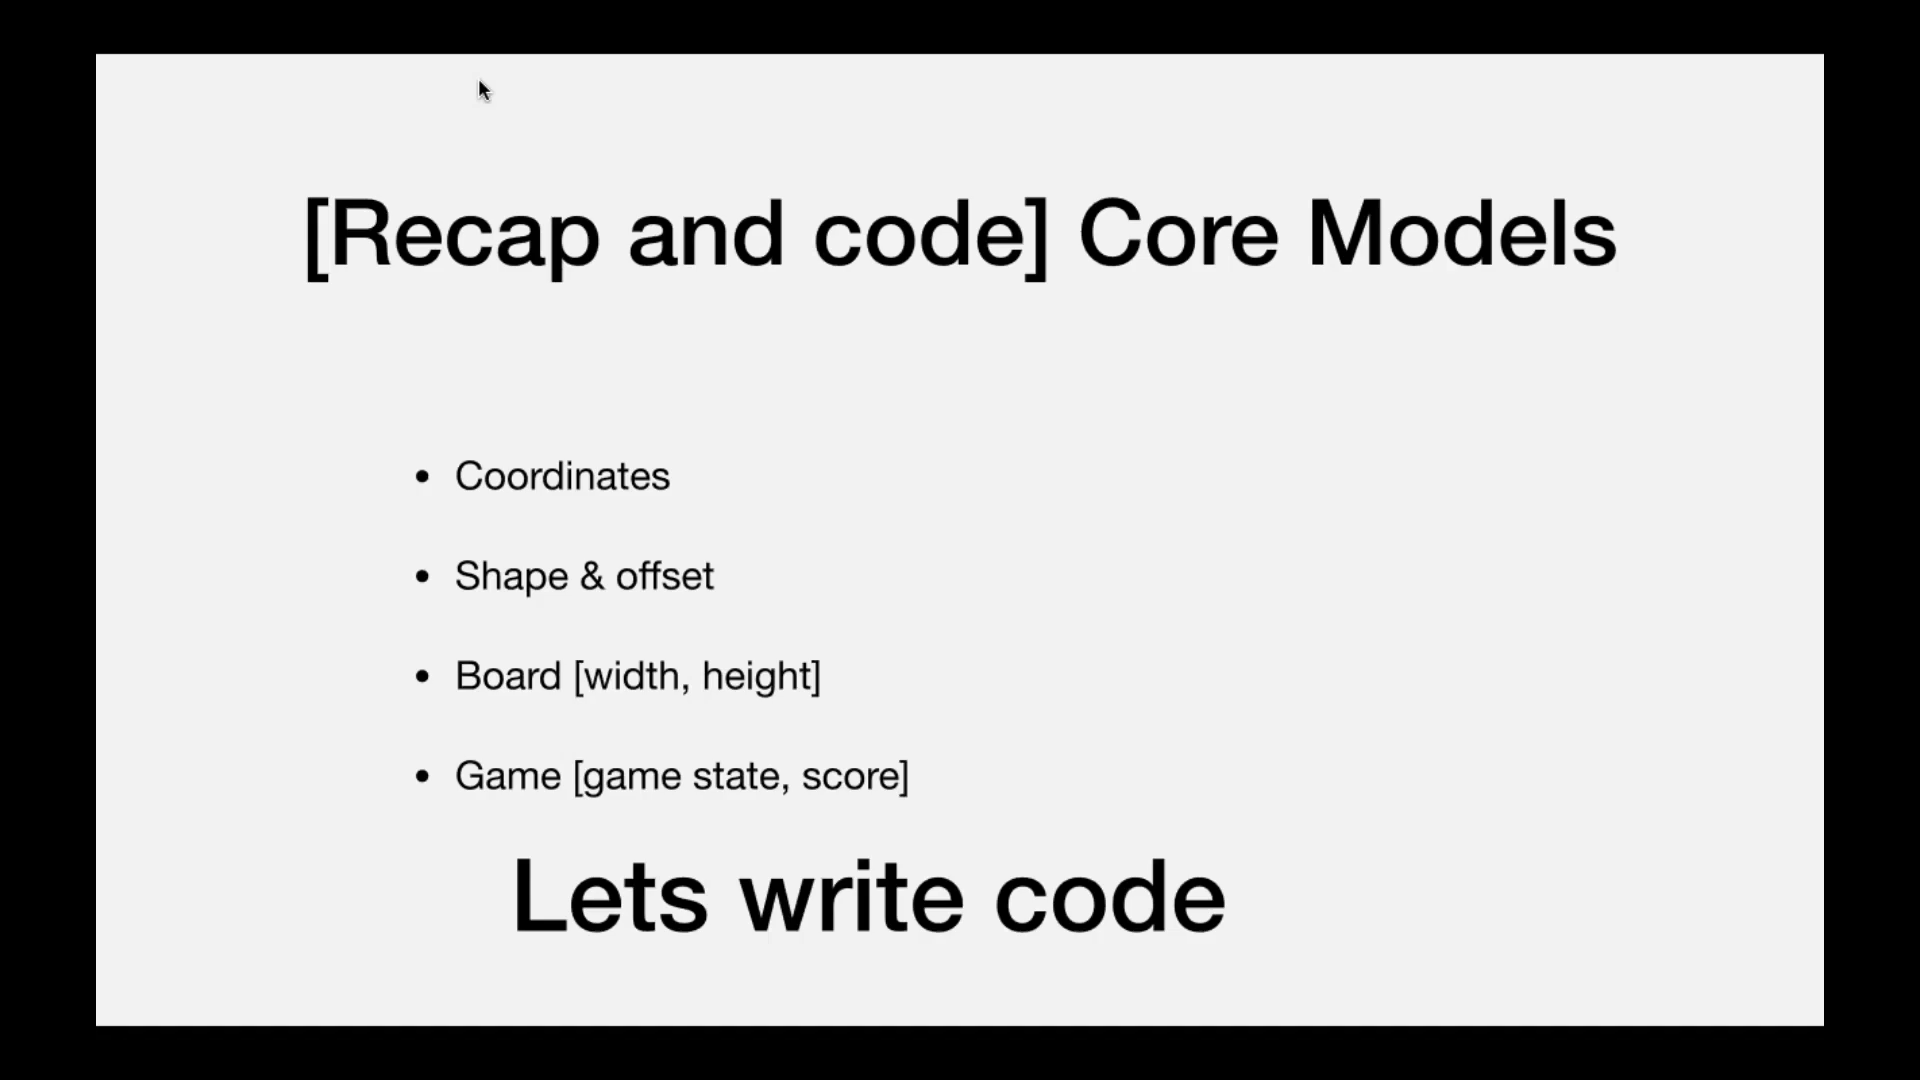 [Recap and code] Core Models
• Coordinates
• Shape & offset
• Board [width, height]
• Game [game state, score]
Lets write code